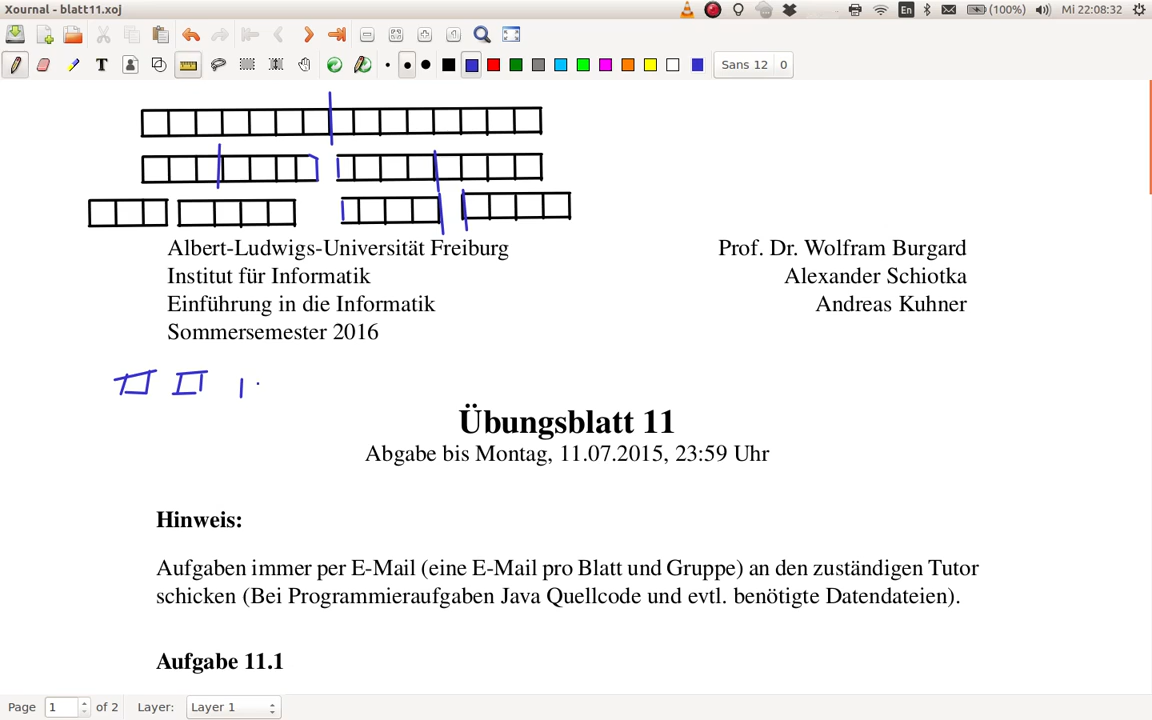 Xournal - blatt11.xoj
En
(100%)
Mi 22:08:32
T
Sans 12
0
Albert-Ludwigs-Universität Freiburg
Prof. Dr. Wolfram Burgard
Institut für Informatik
Alexander Schiotka
Einführung in die Informatik
Andreas Kuhner
Sommersemester 2016
Übungsblatt 11
Abgabe bis Montag, 11.07.2015, 23:59 Uhr
Hinweis:
Aufgaben immer per E-Mail (eine E-Mail pro Blatt und Gruppe) an den zuständigen Tutor
schicken (Bei Programmieraufgaben Java Quellcode und evtl. benötigte Datendateien).
Aufgabe 11.1
Page 1 of 2 Layer: Layer 1